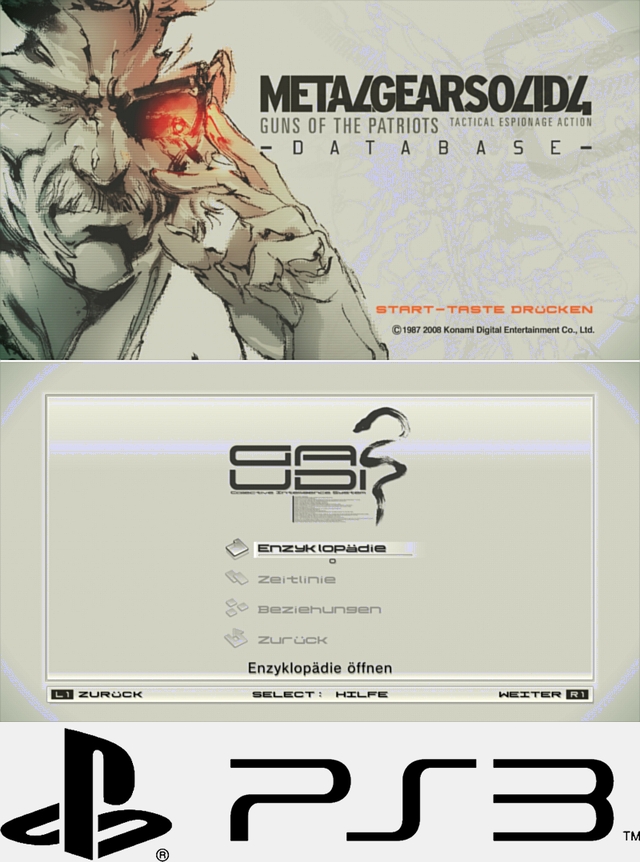 METAL GEAR SOLID 4®
GUNS OF THE PATRIOTS TACTICAL ESPIONAGE ACTION
- DATABASE -
START-TASTE DRÜCKEN
©1987 2008 Konami Digital Entertainment Co., Ltd.
GAUDI
Collective Intelligence System
Enzyklopädie
Zeitlinie
Beziehungen
Zurück
Enzyklopädie öffnen
L1 ZURÜCK SELECT: HILFE WEITER R1
PS3
® TM